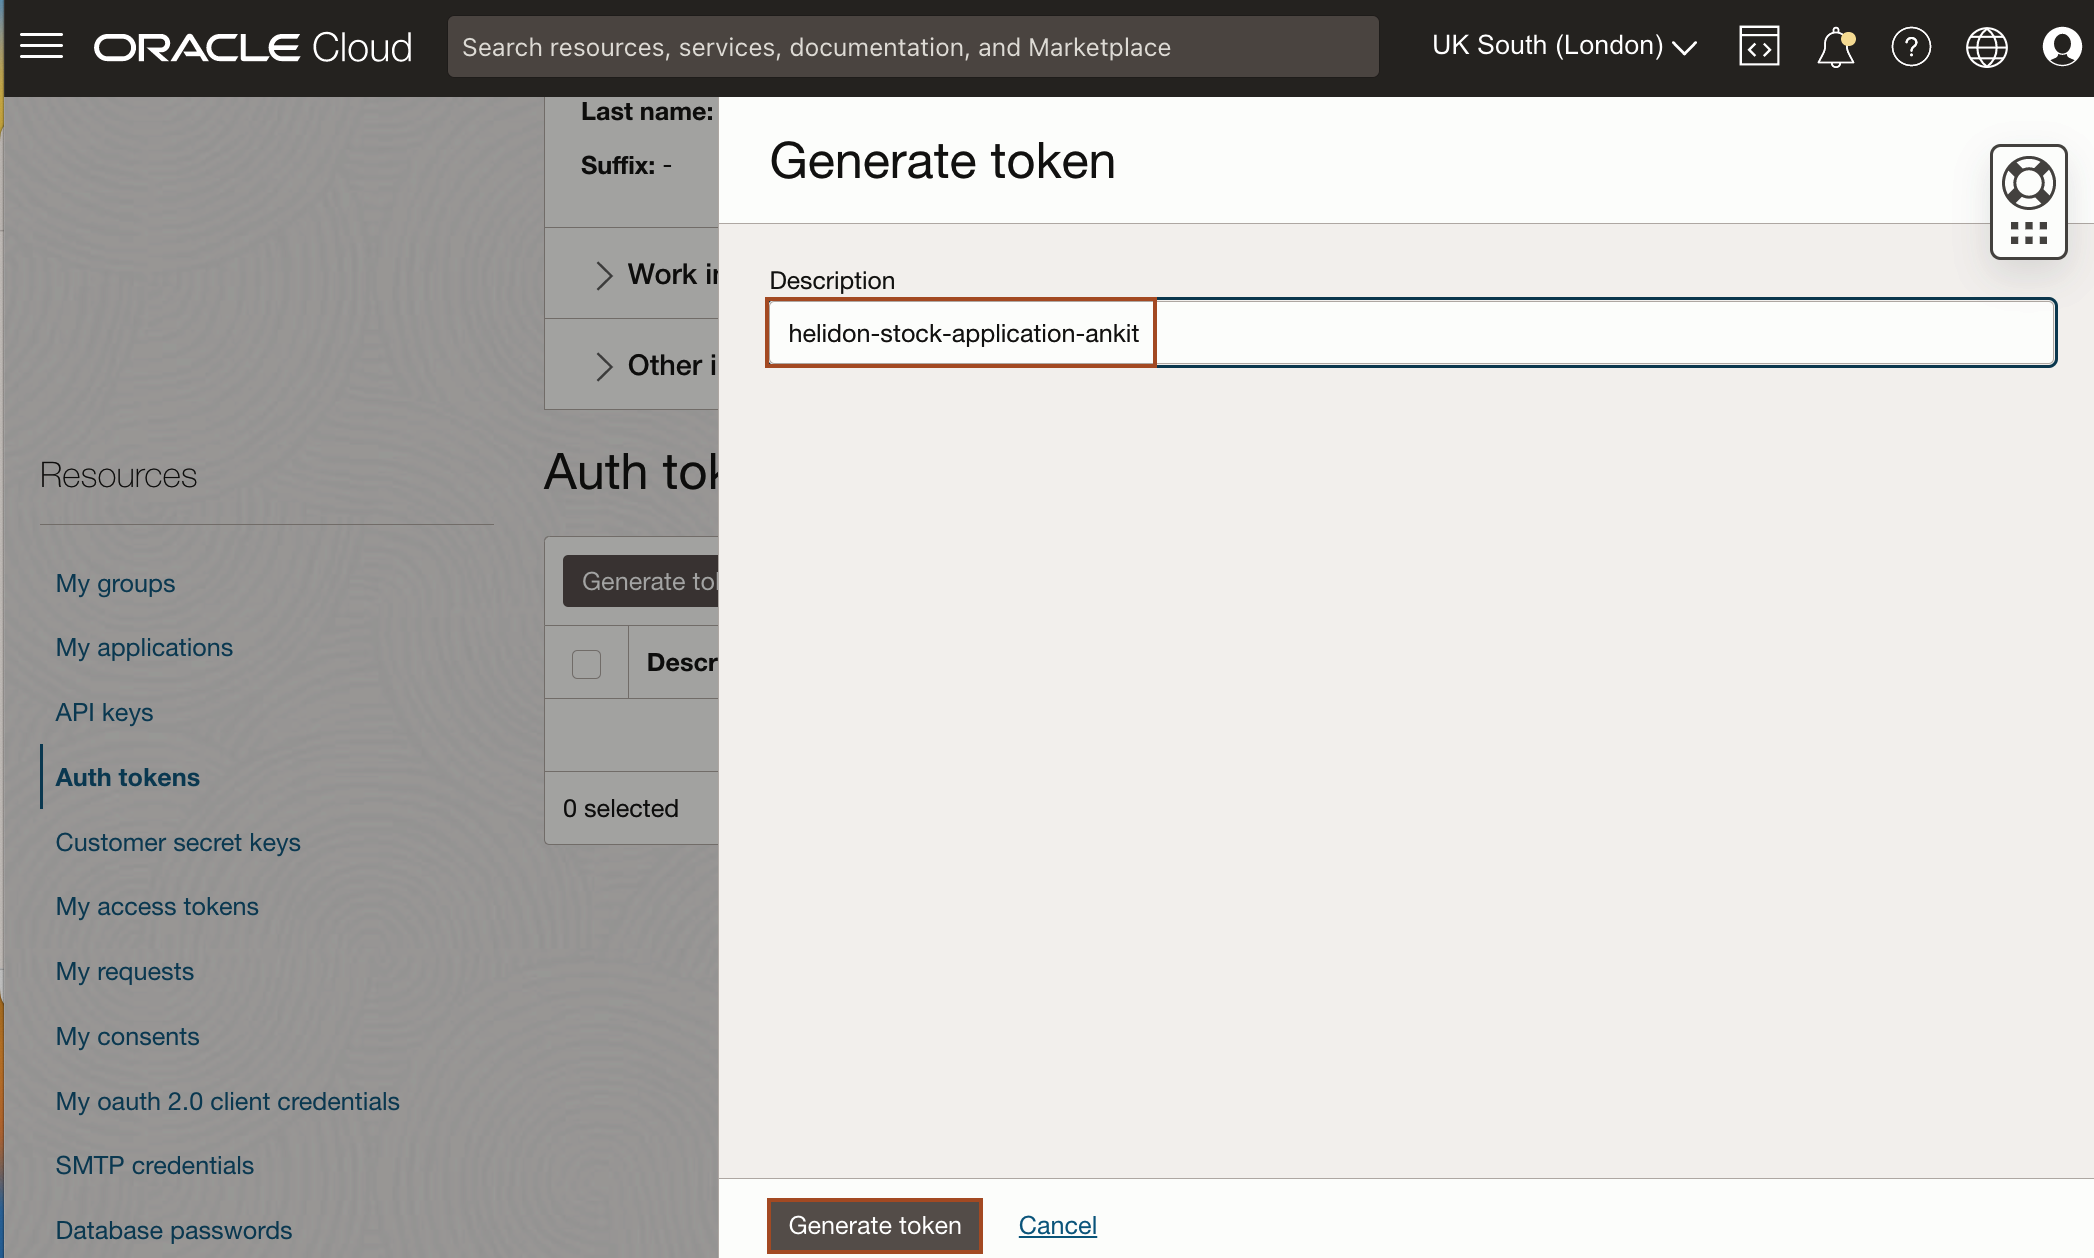 ORACLE Cloud
Search resources, services, documentation, and Marketplace
UK South (London)
Last name:
Suffix: -
Work in
Other i
Resources
My groups
My applications
API keys
Auth tokens
Customer secret keys
My access tokens
My requests
My consents
My oauth 2.0 client credentials
SMTP credentials
Database passwords
Auth tok
Generate tok
Descr
0 selected
Generate token
Description
helidon-stock-application-ankit
Generate token
Cancel